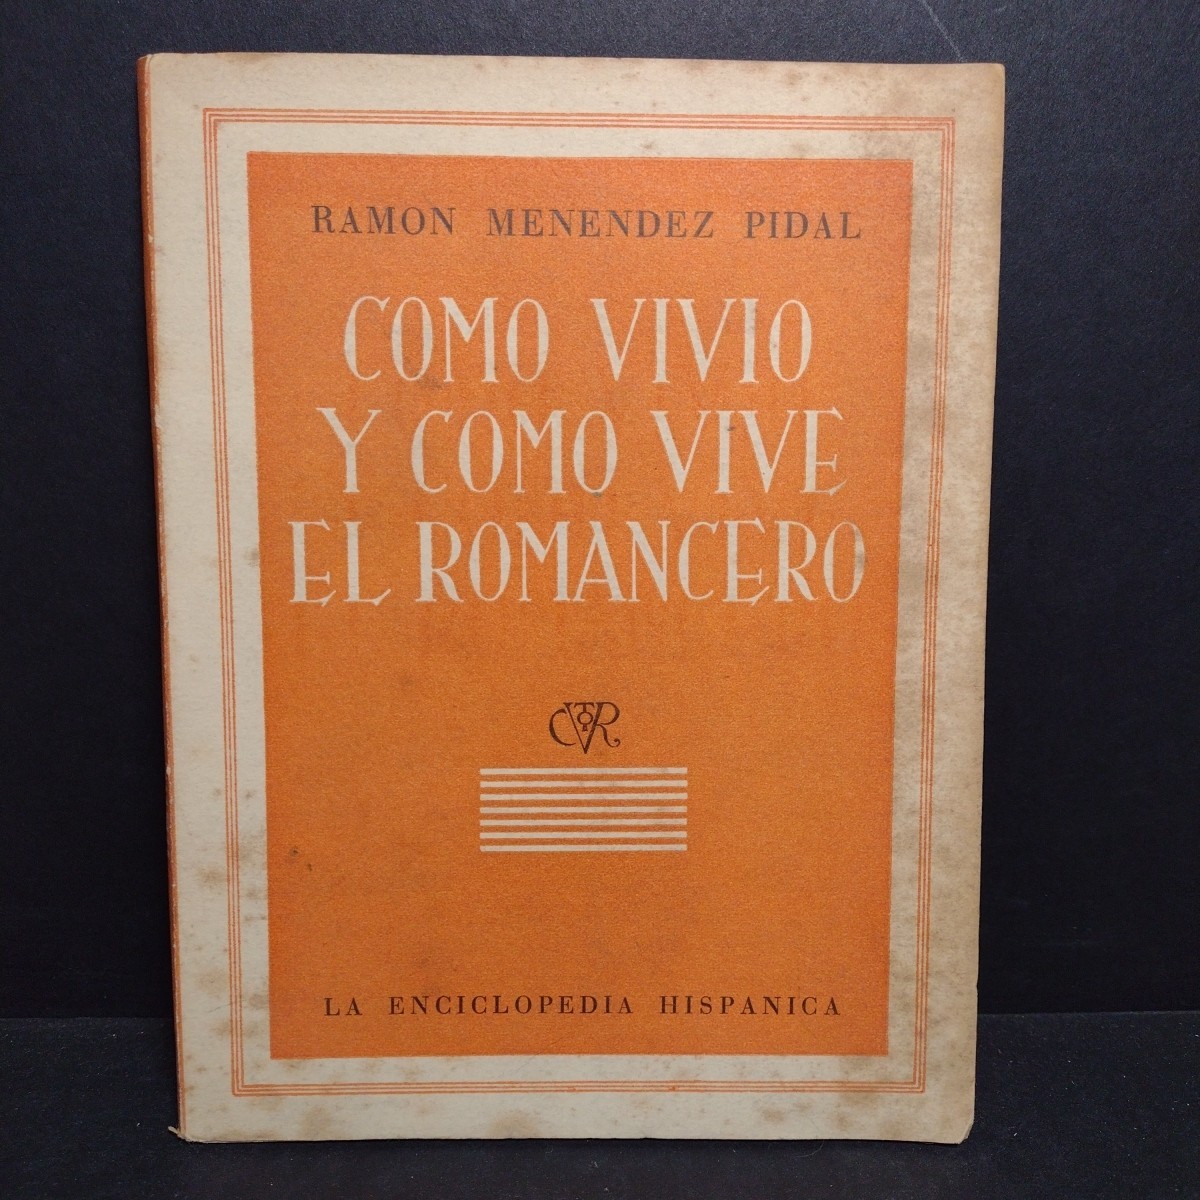 RAMON MENENDEZ PIDAL
COMO VIVIO
Y COMO VIVE
EL ROMANCERO
LA ENCICLOPEDIA HISPANICA